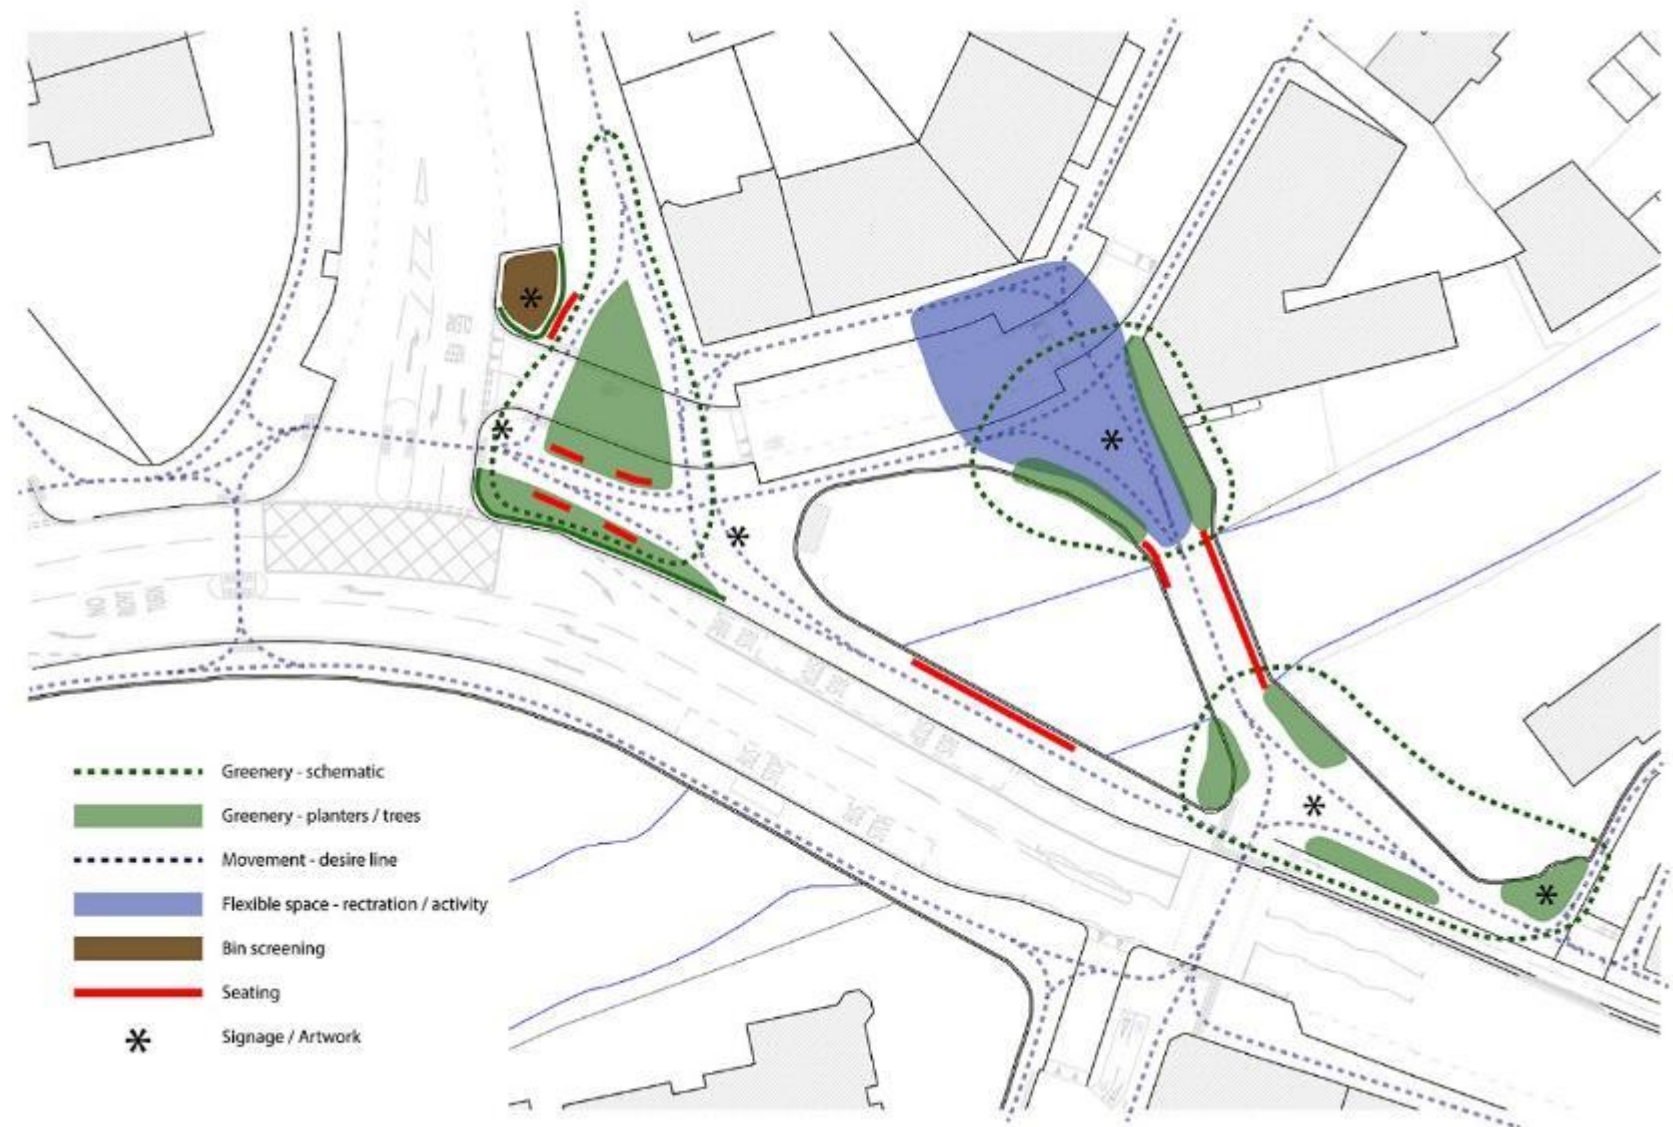 Greenery - schematic
Greenery - planters / trees
Movement - desire line
Flexible space - rectration / activity
Bin screening
Seating
Signage / Artwork